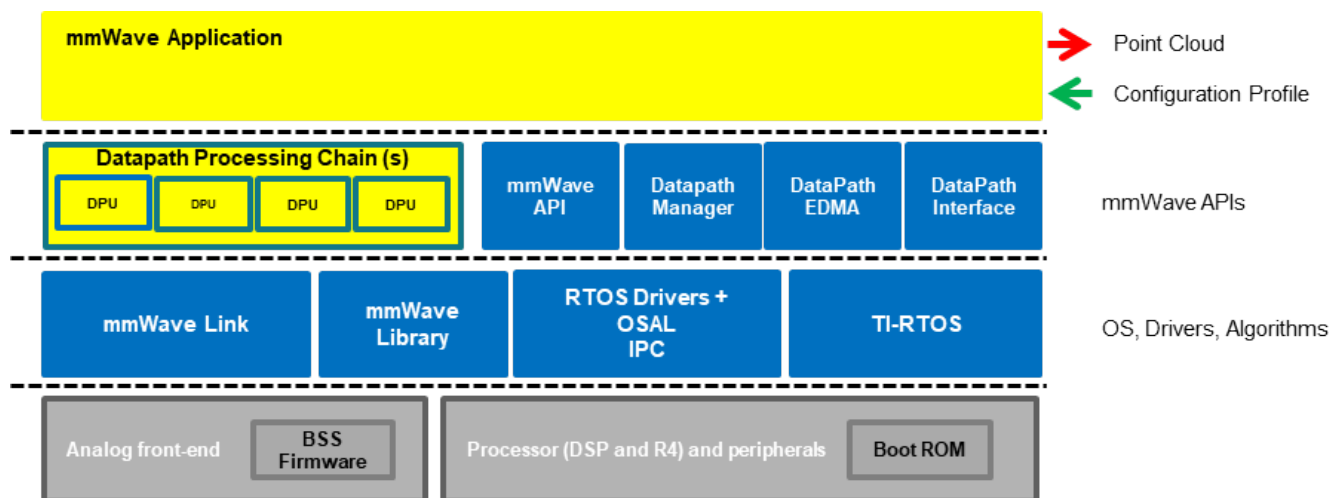 mmWave Application
Point Cloud
Configuration Profile
Datapath Processing Chain (s)
DPU
DPU
DPU
DPU
mmWave
API
Datapath
Manager
DataPath
EDMA
DataPath
Interface
mmWave APIs
mmWave Link
mmWave
Library
RTOS Drivers +
OSAL
IPC
TI-RTOS
OS, Drivers, Algorithms
Analog front-end
BSS
Firmware
Processor (DSP and R4) and peripherals
Boot ROM